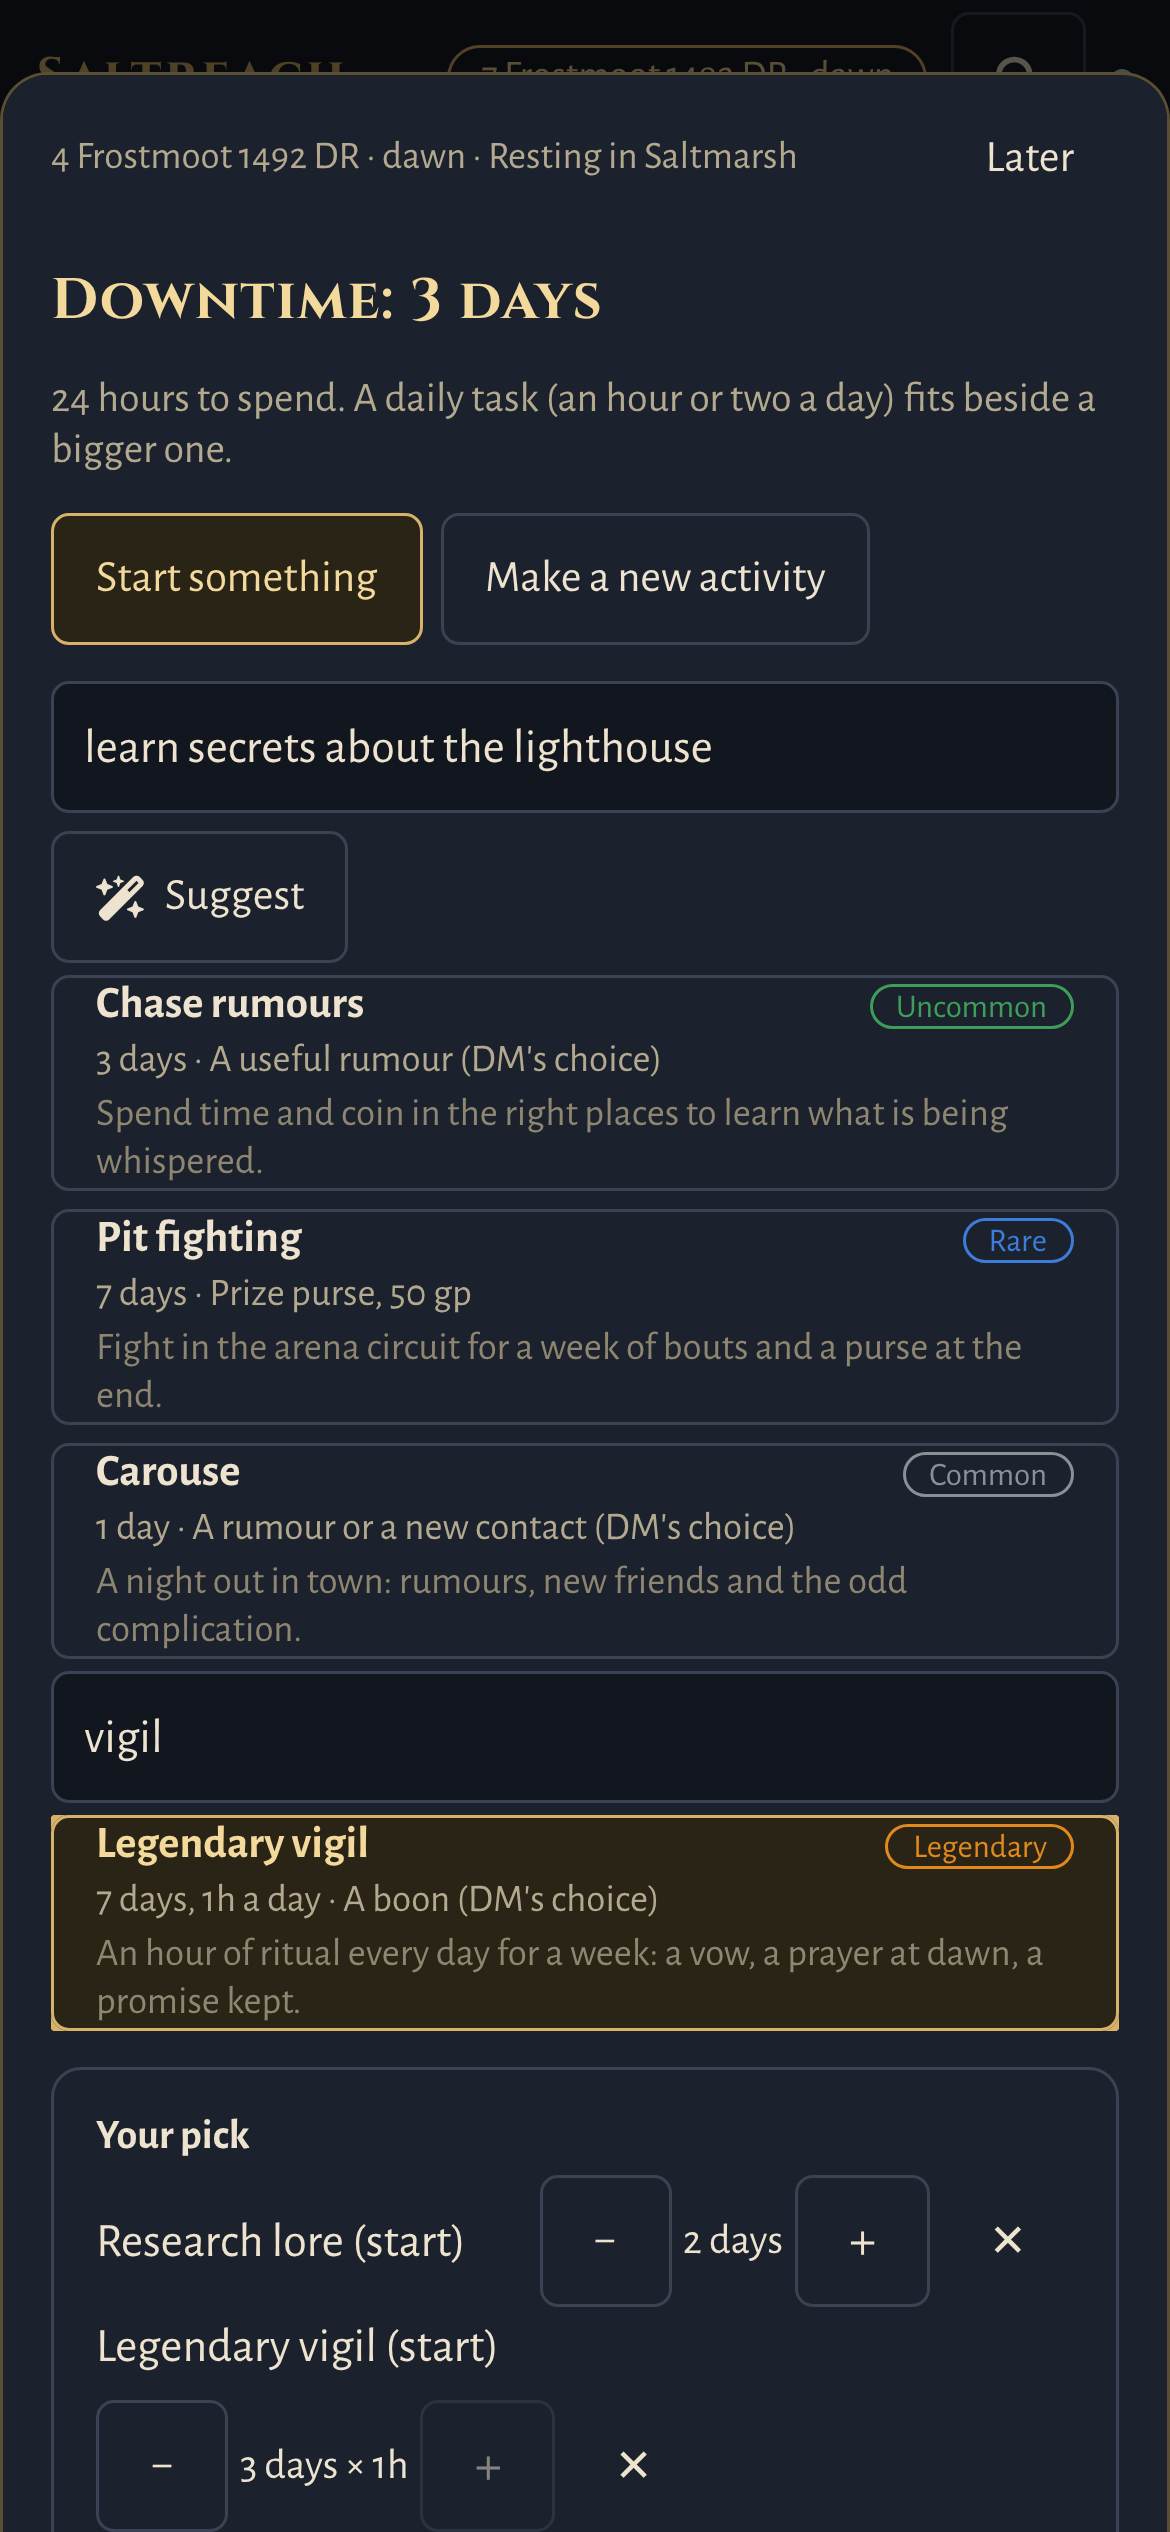 SALTREACH
7 Frostmoot 1492 DR · dawn
4 Frostmoot 1492 DR · dawn · Resting in Saltmarsh
Later
DOWNTIME: 3 DAYS
24 hours to spend. A daily task (an hour or two a day) fits beside a
bigger one.
Start something
Make a new activity
learn secrets about the lighthouse
Suggest
Chase rumours
Uncommon
3 days · A useful rumour (DM's choice)
Spend time and coin in the right places to learn what is being
whispered.
Pit fighting
Rare
7 days · Prize purse, 50 gp
Fight in the arena circuit for a week of bouts and a purse at the
end.
Carouse
Common
1 day · A rumour or a new contact (DM's choice)
A night out in town: rumours, new friends and the odd
complication.
vigil
Legendary vigil
Legendary
7 days, 1h a day · A boon (DM's choice)
An hour of ritual every day for a week: a vow, a prayer at dawn, a
promise kept.
Your pick
Research lore (start)
− 2 days + ✕
Legendary vigil (start)
− 3 days × 1h + ✕